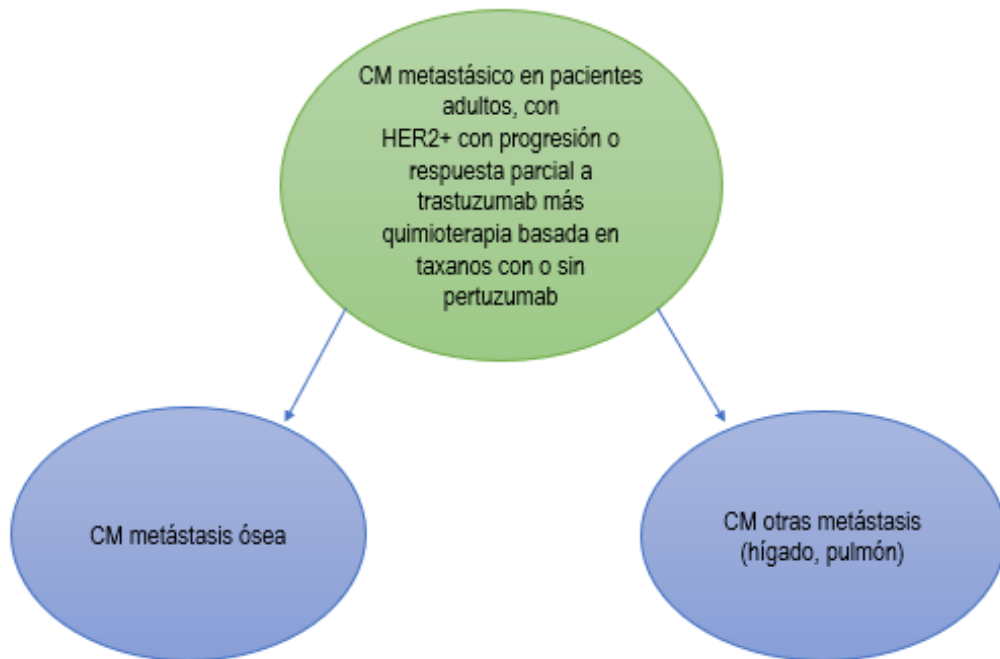 CM metastásico en pacientes
adultos, con
HER2+ con progresión o
respuesta parcial a
trastuzumab más
quimioterapia basada en
taxanos con o sin
pertuzumab
CM metástasis ósea
CM otras metástasis
(hígado, pulmón)